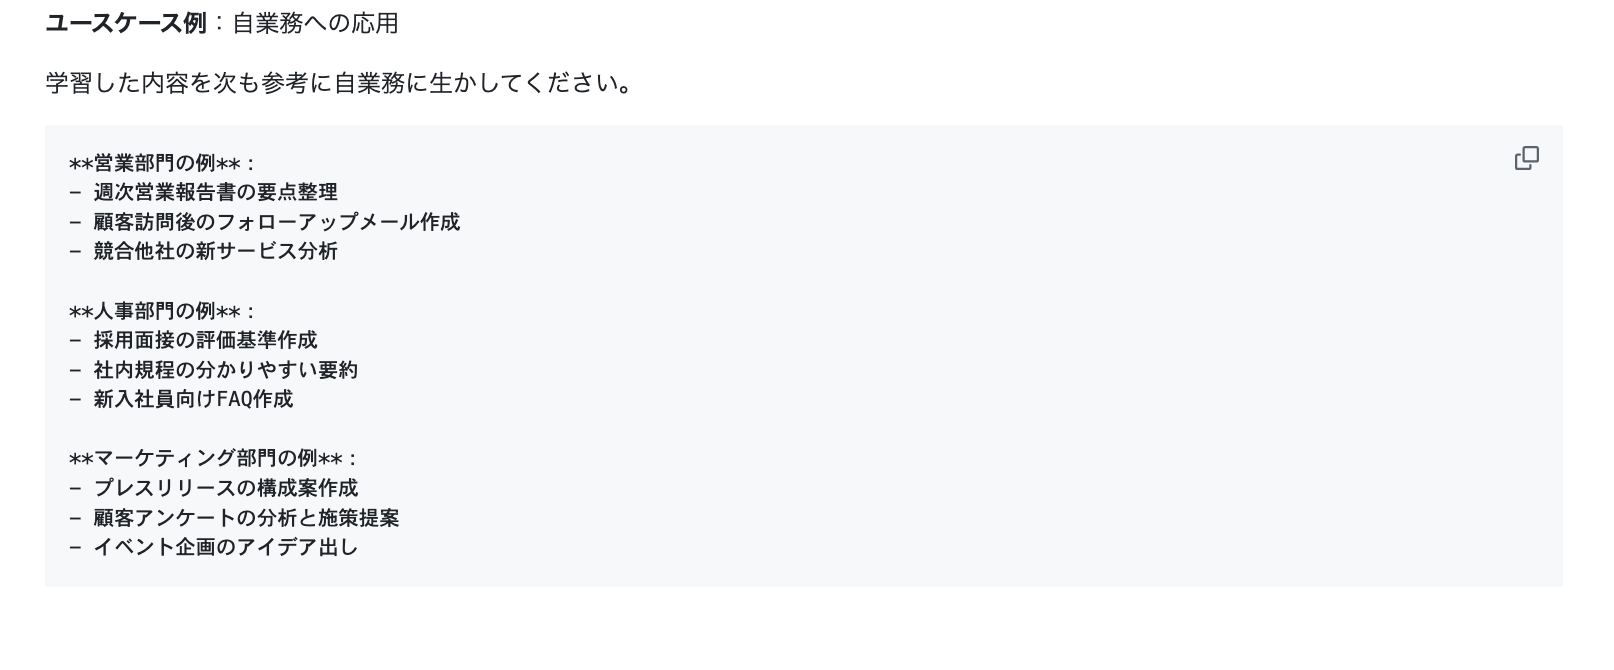 ユースケース例：自業務への応用
学習した内容を次も参考に自業務に生かしてください。
**営業部門の例**：
- 週次営業報告書の要点整理
- 顧客訪問後のフォローアップメール作成
- 競合他社の新サービス分析
**人事部門の例**：
- 採用面接の評価基準作成
- 社内規程の分かりやすい要約
- 新入社員向けFAQ作成
**マーケティング部門の例**：
- プレスリリースの構成案作成
- 顧客アンケートの分析と施策提案
- イベント企画のアイデア出し